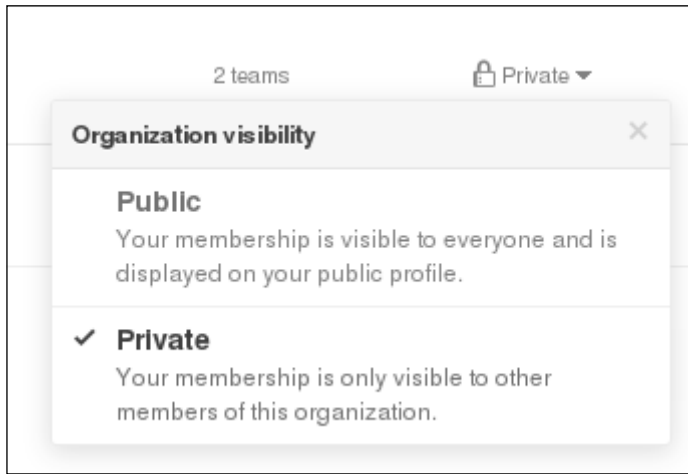 2 teams Private
Organization visibility
Public
Your membership is visible to everyone and is
displayed on your public profile.
Private
Your membership is only visible to other
members of this organization.